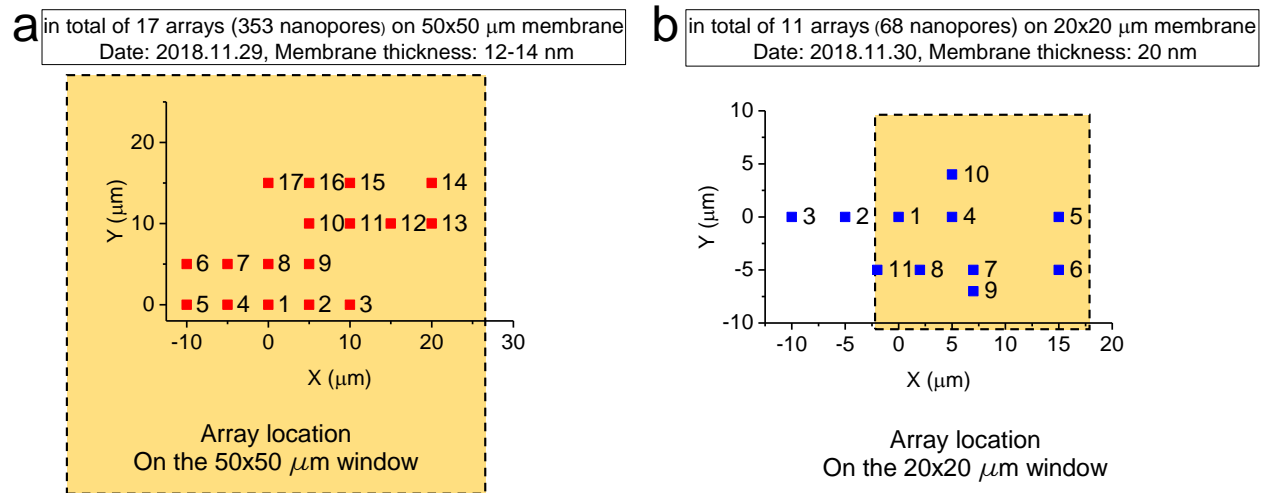 a
in total of 17 arrays (353 nanopores) on 50x50 μm membrane
Date: 2018.11.29, Membrane thickness: 12-14 nm
20
10
0
Y (μm)
17 16 15 14
10 11 12 13
6 7 8 9
5 4 1 2 3
-10 0 10 20 30
X (μm)
Array location
On the 50x50 μm window
b
in total of 11 arrays (68 nanopores) on 20x20 μm membrane
Date: 2018.11.30, Membrane thickness: 20 nm
10
5
0
-5
-10
Y (μm)
10
3 2 1 4 5
11 8 7 6
9
-10 -5 0 5 10 15 20
X (μm)
Array location
On the 20x20 μm window